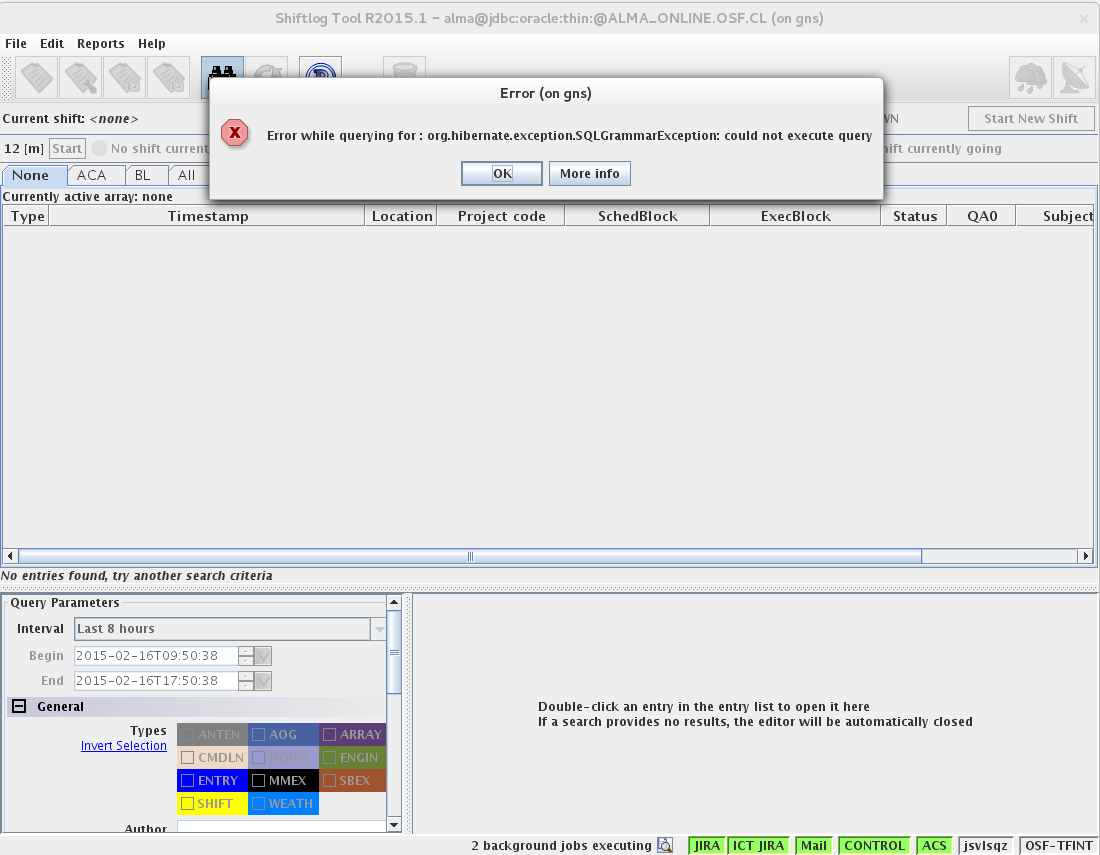 Shiftlog Tool R2015.1 - alma@jdbc:oracle:thin:@ALMA_ONLINE.OSF.CL (on gns)
File Edit Reports Help
Error (on gns)
Error while querying for : org.hibernate.exception.SQLGrammarException: could not execute query
OK More info
Current shift: <none>
Start New Shift
12 [m] Start No shift current
currently going
None ACA BL All
Currently active array: none
Type Timestamp Location Project code SchedBlock ExecBlock Status QA0 Subject
No entries found, try another search criteria
Query Parameters
Interval Last 8 hours
Begin 2015-02-16T09:50:38
End 2015-02-16T17:50:38
General
Types ANTEN AOG ARRAY
Invert Selection CMDLN DOWN ENGIN
ENTRY MMEX SBEX
SHIFT WEATH
Author
Double-click an entry in the entry list to open it here
If a search provides no results, the editor will be automatically closed
2 background jobs executing JIRA ICT JIRA Mail CONTROL ACS jsvlsqz OSF-TFINT